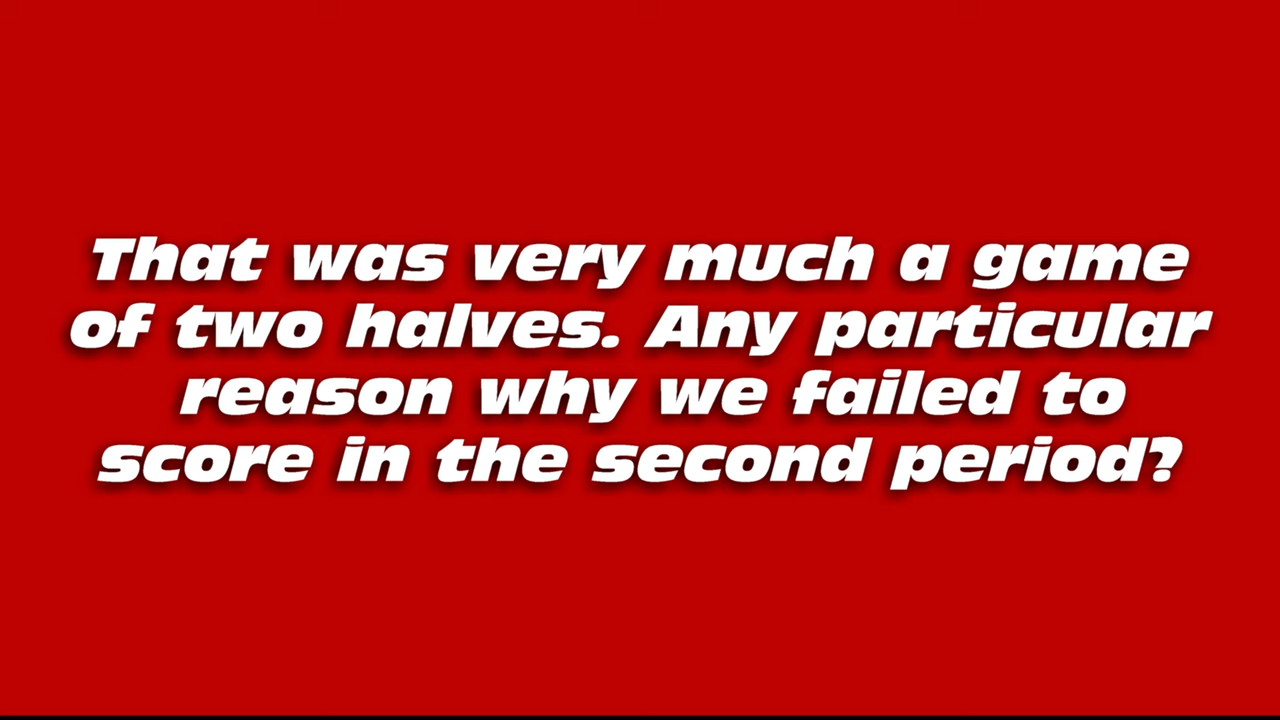 That was very much a game
of two halves. Any particular
reason why we failed to
score in the second period?